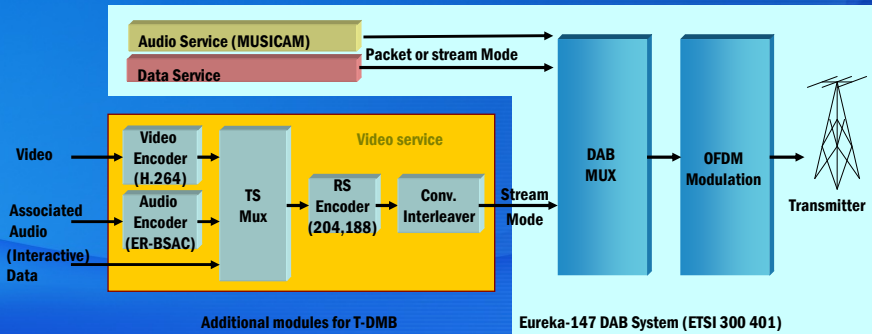 Audio Service (MUSICAM)
Packet or stream Mode
Data Service
Video service
Video
Video
Encoder
(H.264)
TS
Mux
RS
Encoder
(204,188)
Conv.
Interleaver
Stream
Mode
DAB
MUX
OFDM
Modulation
Transmitter
Associated
Audio
Audio
Encoder
(ER-BSAC)
(Interactive)
Data
Additional modules for T-DMB
Eureka-147 DAB System (ETSI 300 401)